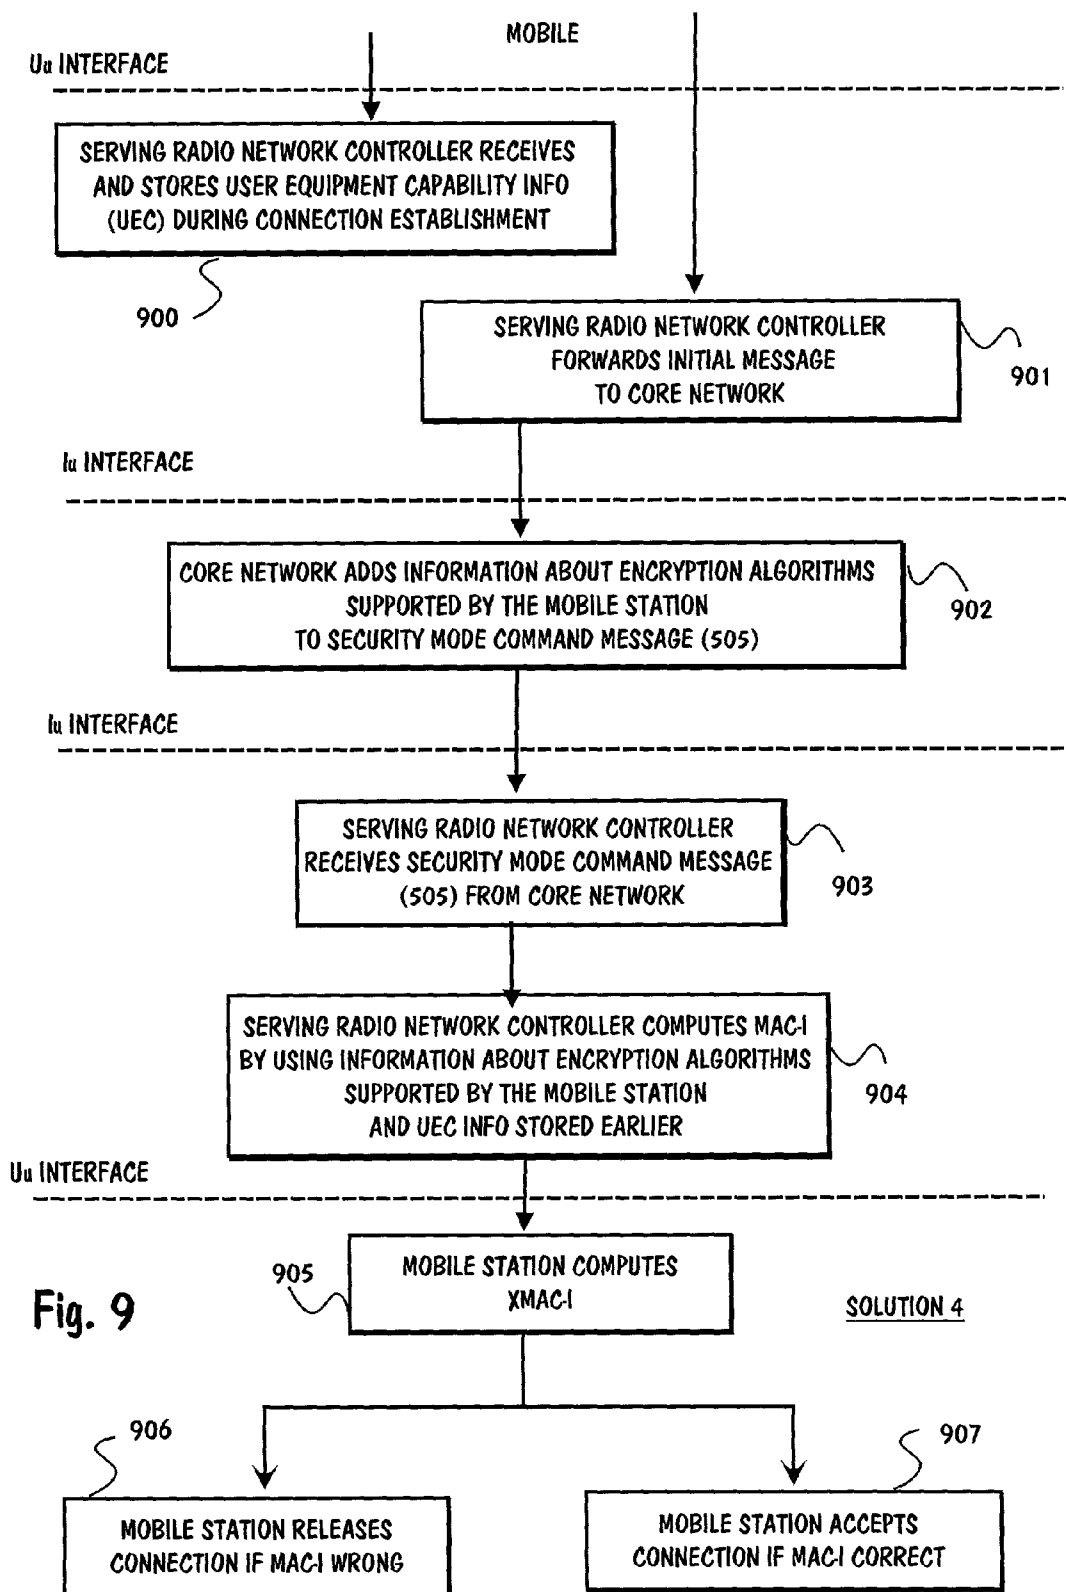 MOBILE
Uu INTERFACE
SERVING RADIO NETWORK CONTROLLER RECEIVES
AND STORES USER EQUIPMENT CAPABILITY INFO
(UEC) DURING CONNECTION ESTABLISHMENT
900
SERVING RADIO NETWORK CONTROLLER
FORWARDS INITIAL MESSAGE
TO CORE NETWORK
901
Iu INTERFACE
CORE NETWORK ADDS INFORMATION ABOUT ENCRYPTION ALGORITHMS
SUPPORTED BY THE MOBILE STATION
TO SECURITY MODE COMMAND MESSAGE (505)
902
Iu INTERFACE
SERVING RADIO NETWORK CONTROLLER
RECEIVES SECURITY MODE COMMAND MESSAGE
(505) FROM CORE NETWORK
903
SERVING RADIO NETWORK CONTROLLER COMPUTES MAC-I
BY USING INFORMATION ABOUT ENCRYPTION ALGORITHMS
SUPPORTED BY THE MOBILE STATION
AND UEC INFO STORED EARLIER
904
Uu INTERFACE
905
MOBILE STATION COMPUTES
XMAC-I
Fig. 9
SOLUTION 4
906
907
MOBILE STATION RELEASES
CONNECTION IF MAC-I WRONG
MOBILE STATION ACCEPTS
CONNECTION IF MAC-I CORRECT